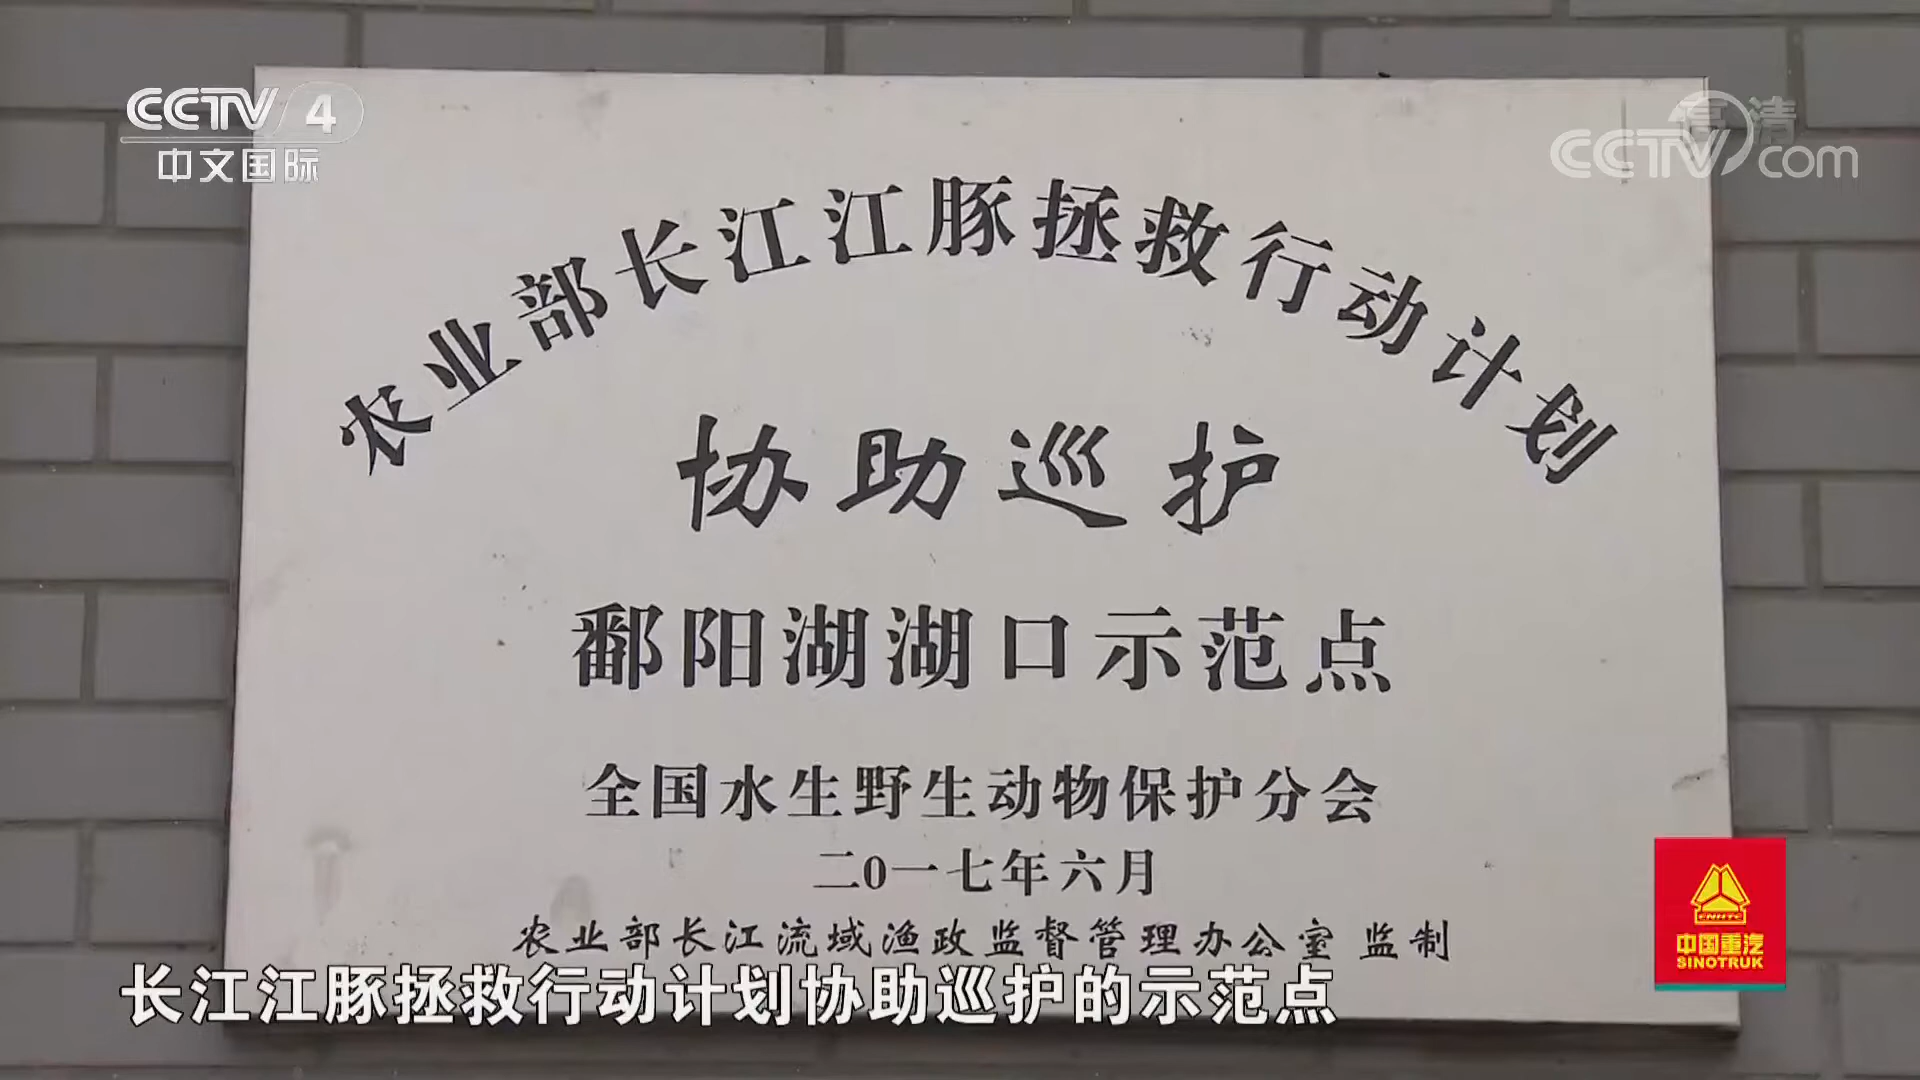 CCTV 4
中文国际
高清
CCTV com
农业部长江江豚拯救行动计划
协助巡护
鄱阳湖湖口示范点
全国水生野生动物保护分会
二0一七年六月
农业部长江流域渔政监督管理办公室 监制
CNHTC
中国重汽
SINOTRUK
长江江豚拯救行动计划协助巡护的示范点